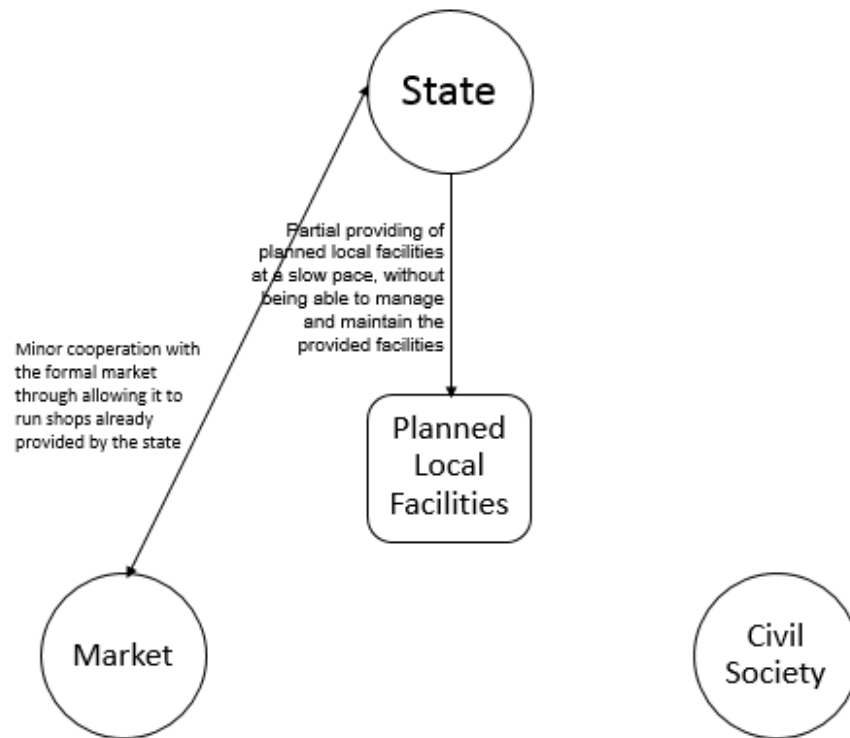 State
Partial providing of
planned local facilities
at a slow pace, without
being able to manage
and maintain the
provided facilities
Minor cooperation with
the formal market
through allowing it to
run shops already
provided by the state
Planned
Local
Facilities
Market
Civil
Society